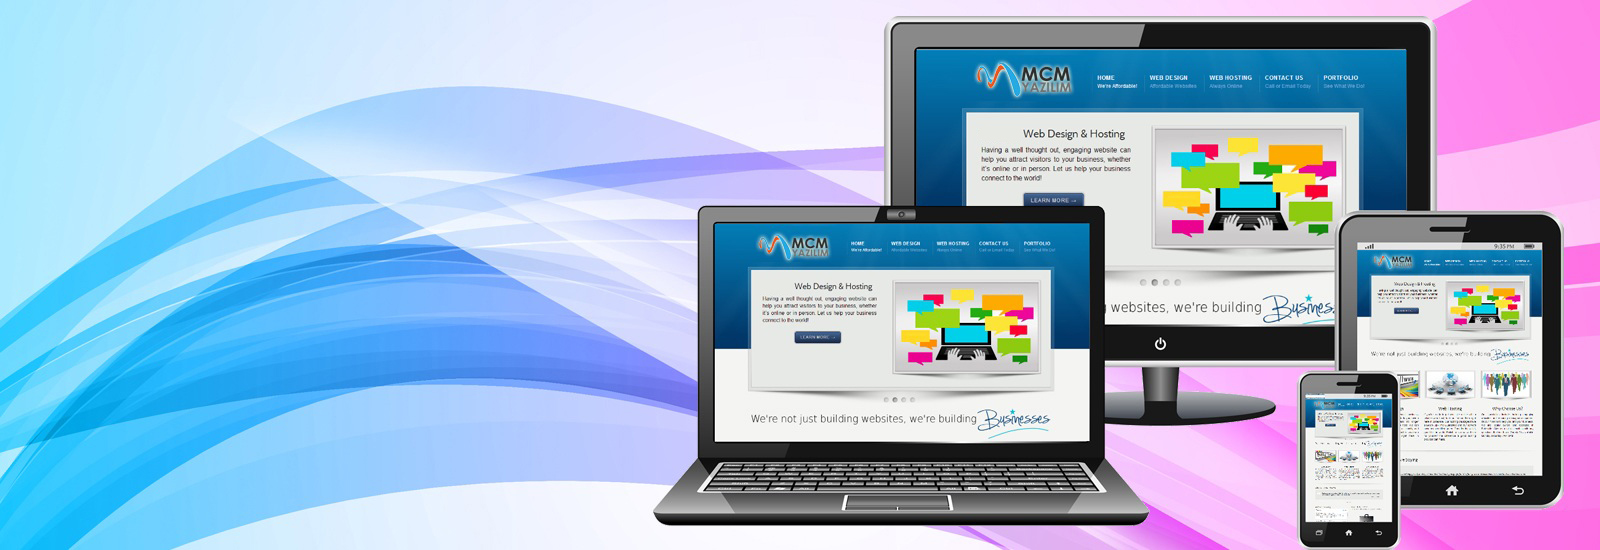 MCM
YAZILIM
HOME
We're Affordable!
WEB DESIGN
Affordable Websites
WEB HOSTING
Always Online
CONTACT US
Call or Email Today
PORTFOLIO
See What We Do!
Web Design & Hosting
Having a well thought out, engaging website can
help you attract visitors to your business, whether
it's online or in person. Let us help your business
connect to the world!
LEARN MORE →
websites, we're building Businesses
MCM
YAZILIM
HOME
We're Affordable!
WEB DESIGN
Affordable Websites
WEB HOSTING
Always Online
CONTACT US
Call or Email Today
PORTFOLIO
See What We Do!
Web Design & Hosting
Having a well thought out, engaging website can
help you attract visitors to your business, whether
it's online or in person. Let us help your business
connect to the world!
LEARN MORE →
We're not just building websites, we're building Businesses
9:35 PM
MCM
YAZILIM
Web Design & Hosting
We're not just building websites, we're building Businesses
Web Hosting
Why Choose Us?